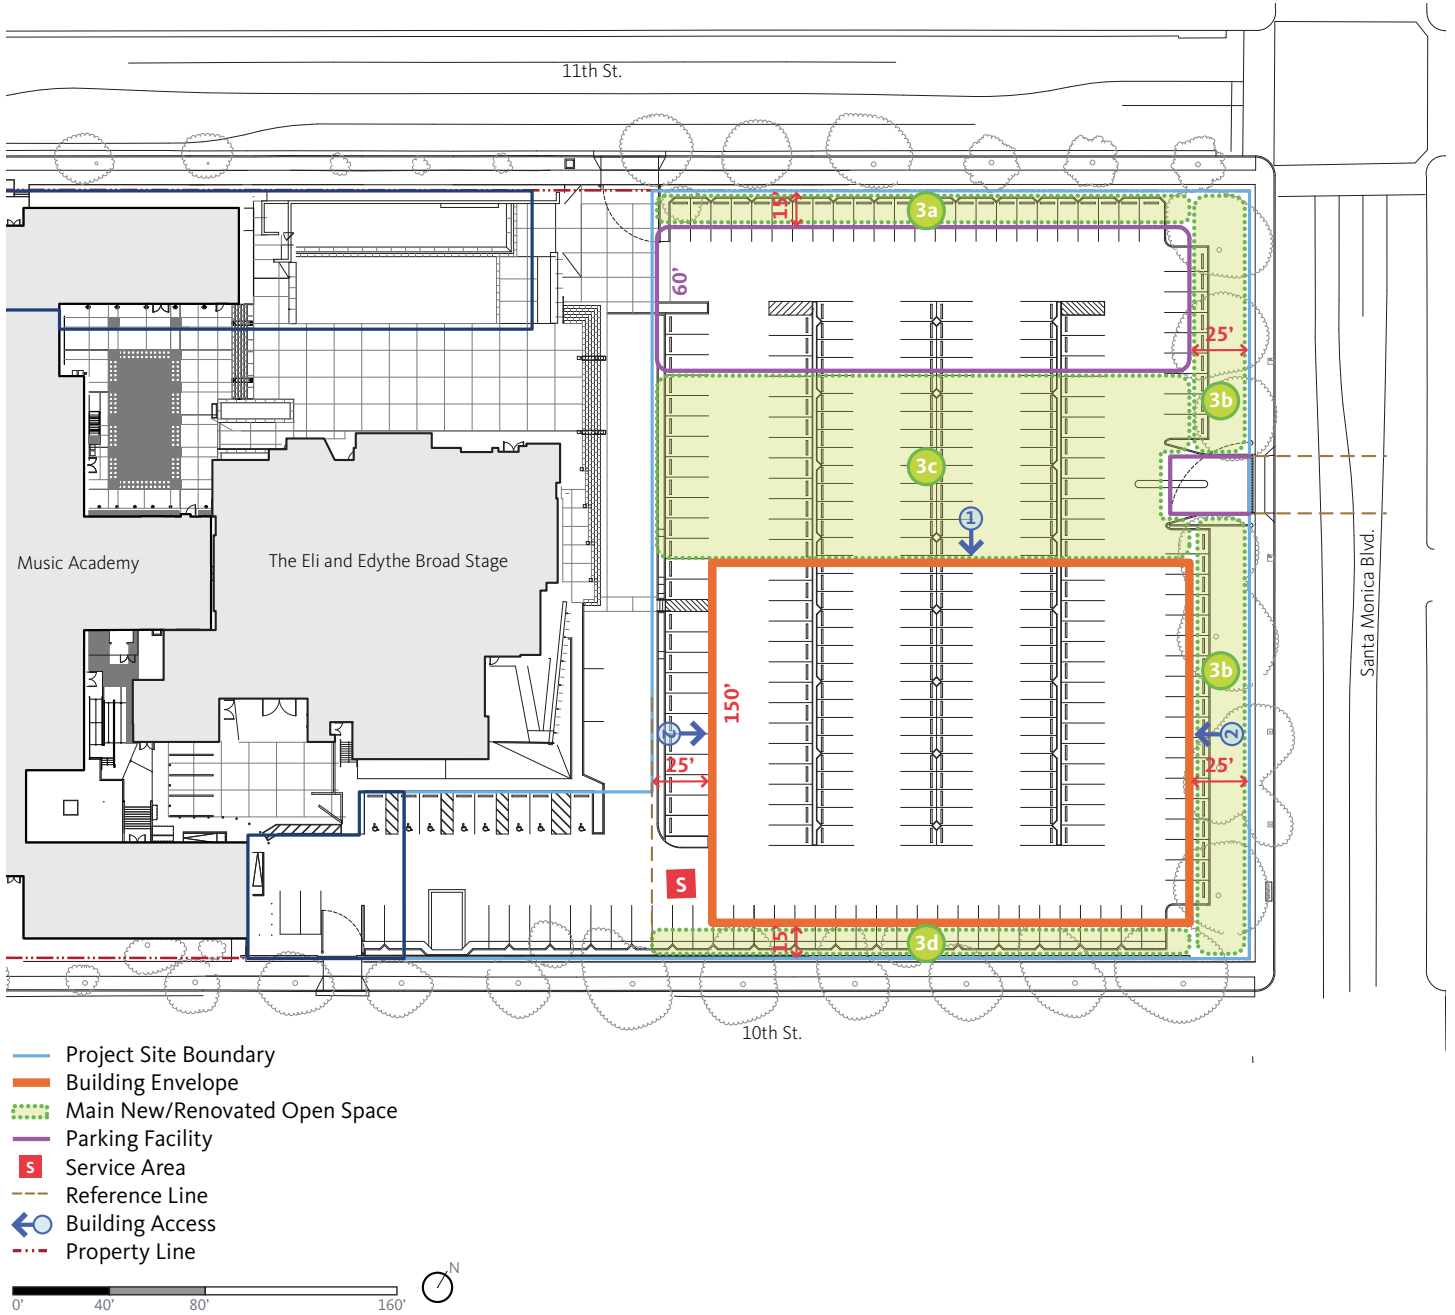 11th St.
15'
3a
60'
25'
3b
3c
1
Music Academy
The Eli and Edythe Broad Stage
Santa Monica Blvd.
3b
150'
2
2
25'
25'
S
15'
3d
10th St.
Project Site Boundary
Building Envelope
Main New/Renovated Open Space
Parking Facility
S Service Area
Reference Line
Building Access
Property Line
N
0' 40' 80' 160'